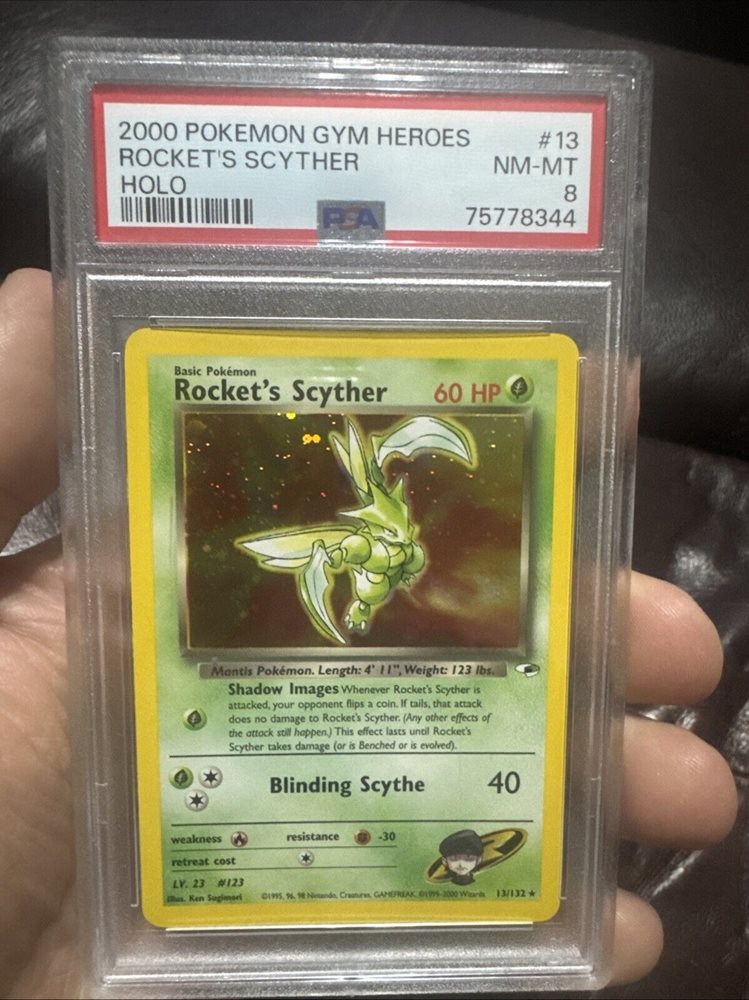 2000 POKEMON GYM HEROES #13
ROCKET'S SCYTHER NM-MT
HOLO 8
PSA 75778344
Basic Pokémon
Rocket's Scyther 60 HP
Mantis Pokémon. Length: 4' 11", Weight: 123 lbs.
Shadow Images Whenever Rocket's Scyther is
attacked, your opponent flips a coin. If tails, that attack
does no damage to Rocket's Scyther. (Any other effects of
the attack still happen.) This effect lasts until Rocket's
Scyther takes damage (or is Benched or is evolved).
Blinding Scythe 40
weakness resistance -30
retreat cost
LV. 23 #123
Illus. Ken Sugimori ©1995, 96, 98 Nintendo, Creatures, GAMEFREAK. ©1999-2000 Wizards. 13/132 ★